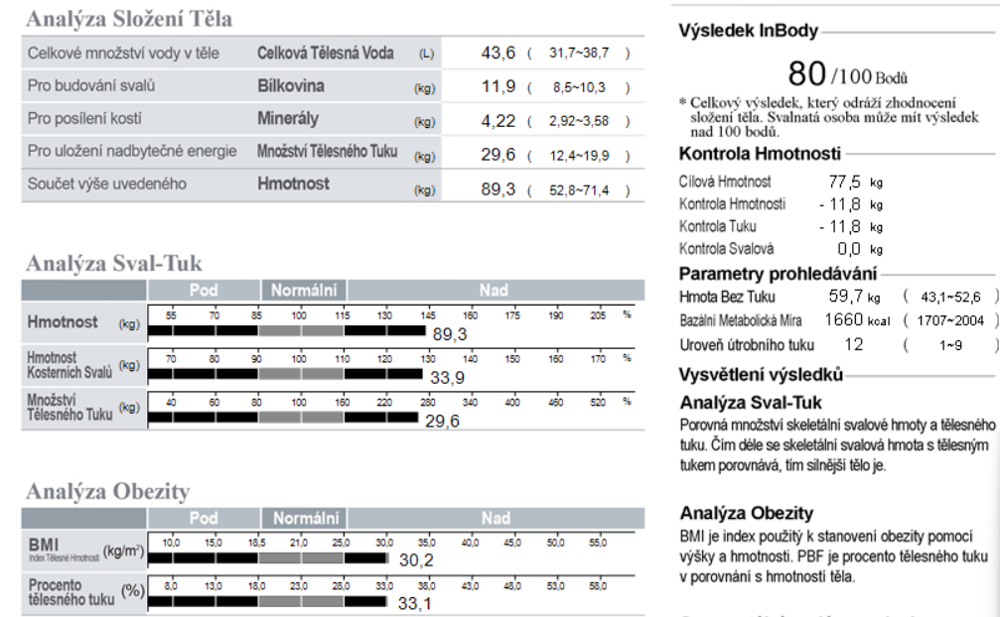 Analýza Složení Těla
Celkové množství vody v těle Celková Tělesná Voda (L) 43,6 ( 31,7~38,7 )
Pro budování svalů Bílkovina (kg) 11,9 ( 8,5~10,3 )
Pro posílení kostí Minerály (kg) 4,22 ( 2,92~3,58 )
Pro uložení nadbytečné energie Množství Tělesného Tuku (kg) 29,6 ( 12,4~19,9 )
Součet výše uvedeného Hmotnost (kg) 89,3 ( 52,8~71,4 )
Analýza Sval-Tuk
Pod Normální Nad
Hmotnost (kg) 55 70 85 100 115 130 145 160 175 190 205 %
89,3
Hmotnost Kosterních Svalů (kg) 70 80 90 100 110 120 130 140 150 160 170 %
33,9
Množství Tělesného Tuku (kg) 40 60 80 100 160 220 280 340 400 460 520 %
29,6
Analýza Obezity
Pod Normální Nad
BMI (kg/m²) 10,0 15,0 18,5 21,0 25,0 30,0 35,0 40,0 45,0 50,0 55,0
Index Tělesné Hmotnosti
30,2
Procento tělesného tuku (%) 8,0 13,0 18,0 23,0 28,0 33,0 38,0 43,0 48,0 53,0 58,0
33,1
Výsledek InBody
80 /100 Bodů
* Celkový výsledek, který odráží zhodnocení
složení těla. Svalnatá osoba může mít výsledek
nad 100 bodů.
Kontrola Hmotnosti
Cílová Hmotnost 77,5 kg
Kontrola Hmotnosti - 11,8 kg
Kontrola Tuku - 11,8 kg
Kontrola Svalová 0,0 kg
Parametry prohledávání
Hmota Bez Tuku 59,7 kg ( 43,1~52,6 )
Bazální Metabolická Míra 1660 kcal ( 1707~2004 )
Uroveň útrobního tuku 12 ( 1~9 )
Vysvětlení výsledků
Analýza Sval-Tuk
Porovná množství skeletální svalové hmoty a tělesného
tuku. Čím déle se skeletální svalová hmota s tělesným
tukem porovnává, tím silnější tělo je.
Analýza Obezity
BMI je index použitý k stanovení obezity pomocí
výšky a hmotnosti. PBF je procento tělesného tuku
v porovnání s hmotností těla.